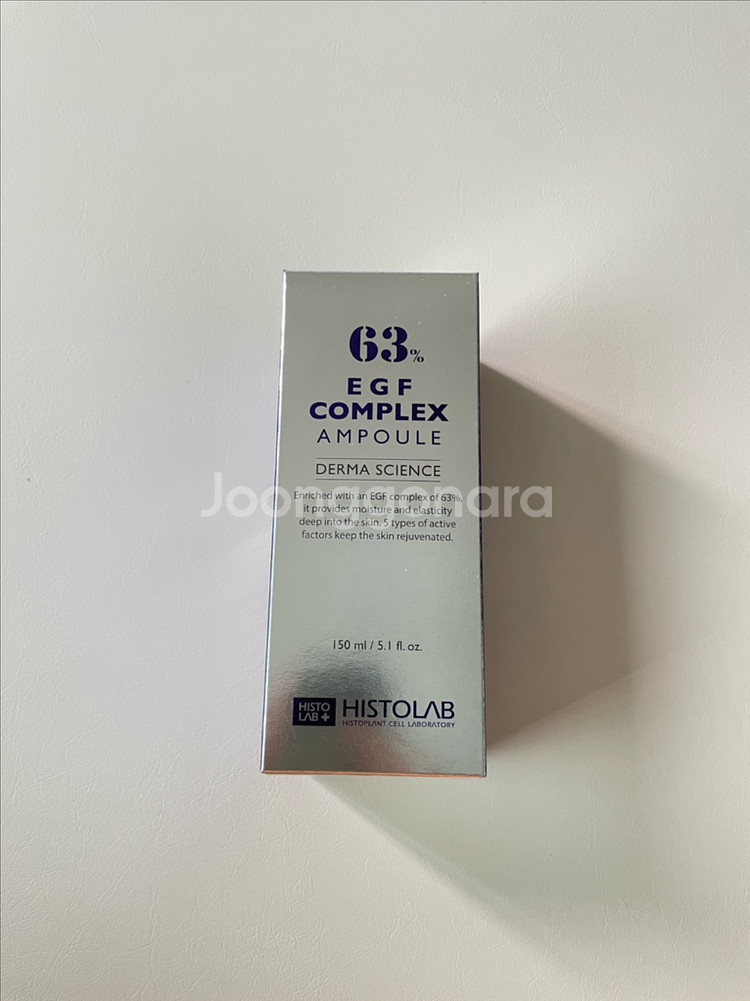 63%
EGF
COMPLEX
AMPOULE
DERMA SCIENCE
Enriched with an EGF complex of 63%,
it provides moisture and elasticity
deep into the skin. 5 types of active
factors keep the skin rejuvenated.
Joonggonara
150 ml / 5.1 fl. oz.
HISTO
LAB+
HISTOLAB
HISTOPLANT CELL LABORATORY